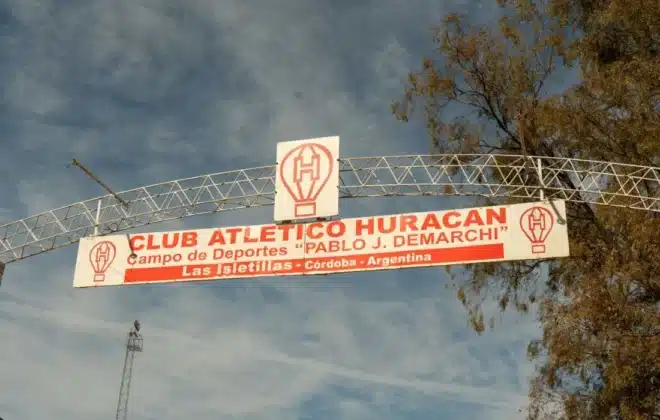 H
CLUB ATLETICO HURACAN
Campo de Deportes "PABLO J. DEMARCHI"
Las Isletillas - Córdoba - Argentina
H
H